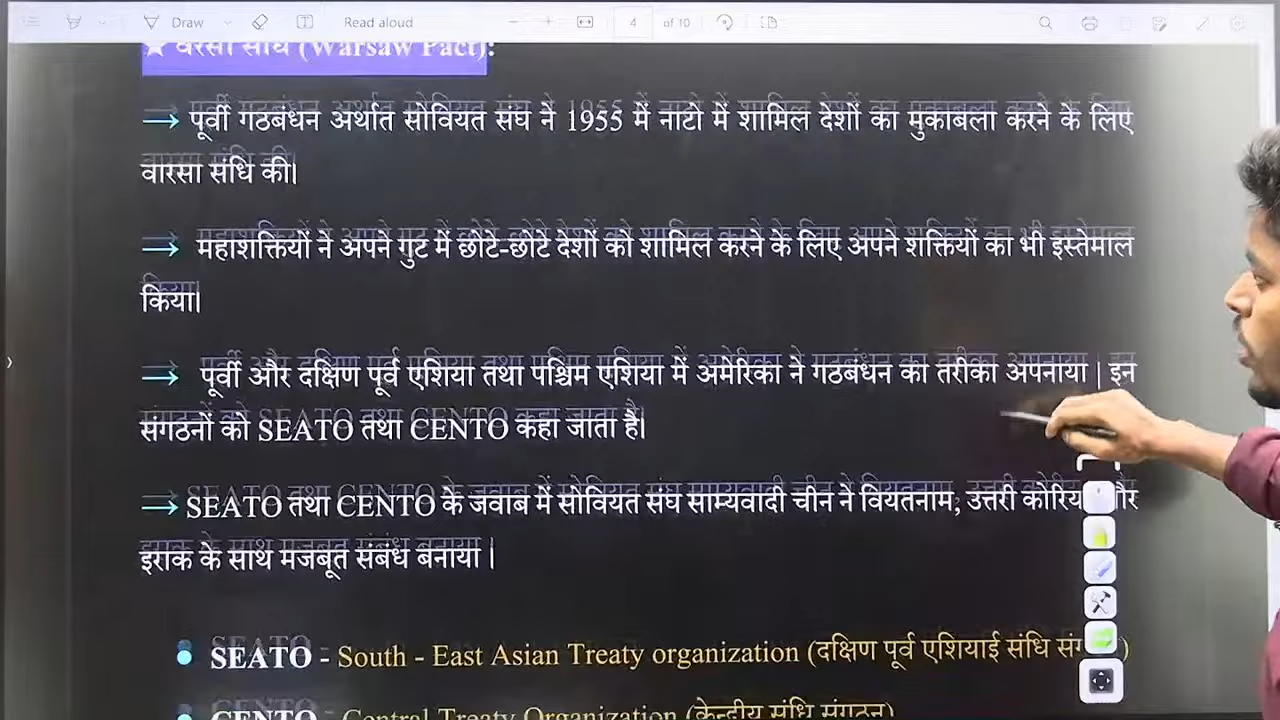 Draw
Read aloud
4 of 10
★ वारसा संधि (Warsaw Pact):
→ पूर्वी गठबंधन अर्थात सोवियत संघ ने 1955 में नाटो में शामिल देशों का मुकाबला करने के लिए
वारसा संधि की।
→ महाशक्तियों ने अपने गुट में छोटे-छोटे देशों को शामिल करने के लिए अपने शक्तियों का भी इस्तेमाल
किया।
→ पूर्वी और दक्षिण पूर्व एशिया तथा पश्चिम एशिया में अमेरिका ने गठबंधन का तरीका अपनाया | इन
संगठनों को SEATO तथा CENTO कहा जाता है।
→ SEATO तथा CENTO के जवाब में सोवियत संघ साम्यवादी चीन ने वियतनाम, उत्तरी कोरिय और
इराक के साथ मजबूत संबंध बनाया |
SEATO - South - East Asian Treaty organization (दक्षिण पूर्व एशियाई संधि सं )
CENTO - Central Treaty Organization (केन्द्रीय संधि संगठन)